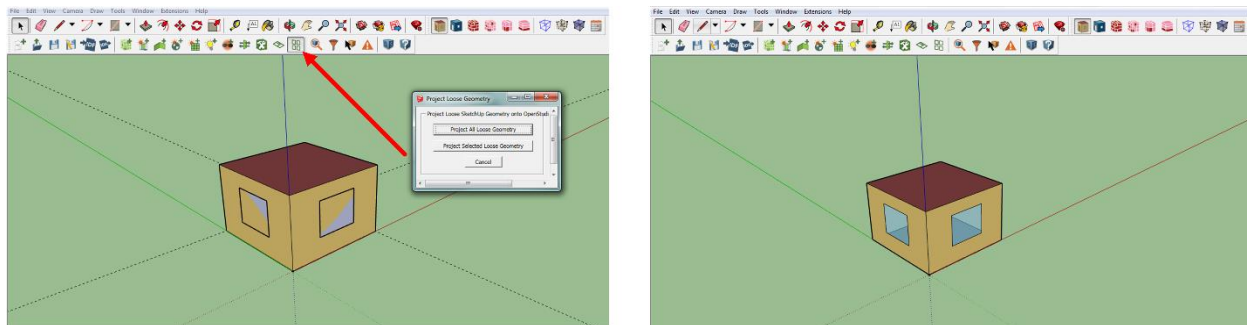 File Edit View Camera Draw Tools Window Extensions Help
Project Loose Geometry
Project Loose SketchUp Geometry onto OpenStudi
Project All Loose Geometry
Project Selected Loose Geometry
Cancel
File Edit View Camera Draw Tools Window Extensions Help